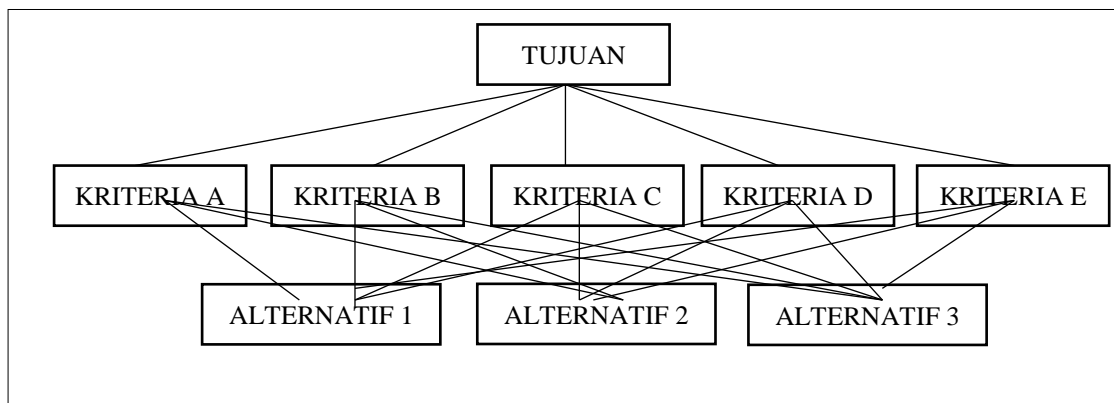 TUJUAN
KRITERIA A
KRITERIA B
KRITERIA C
KRITERIA D
KRITERIA E
ALTERNATIF 1
ALTERNATIF 2
ALTERNATIF 3